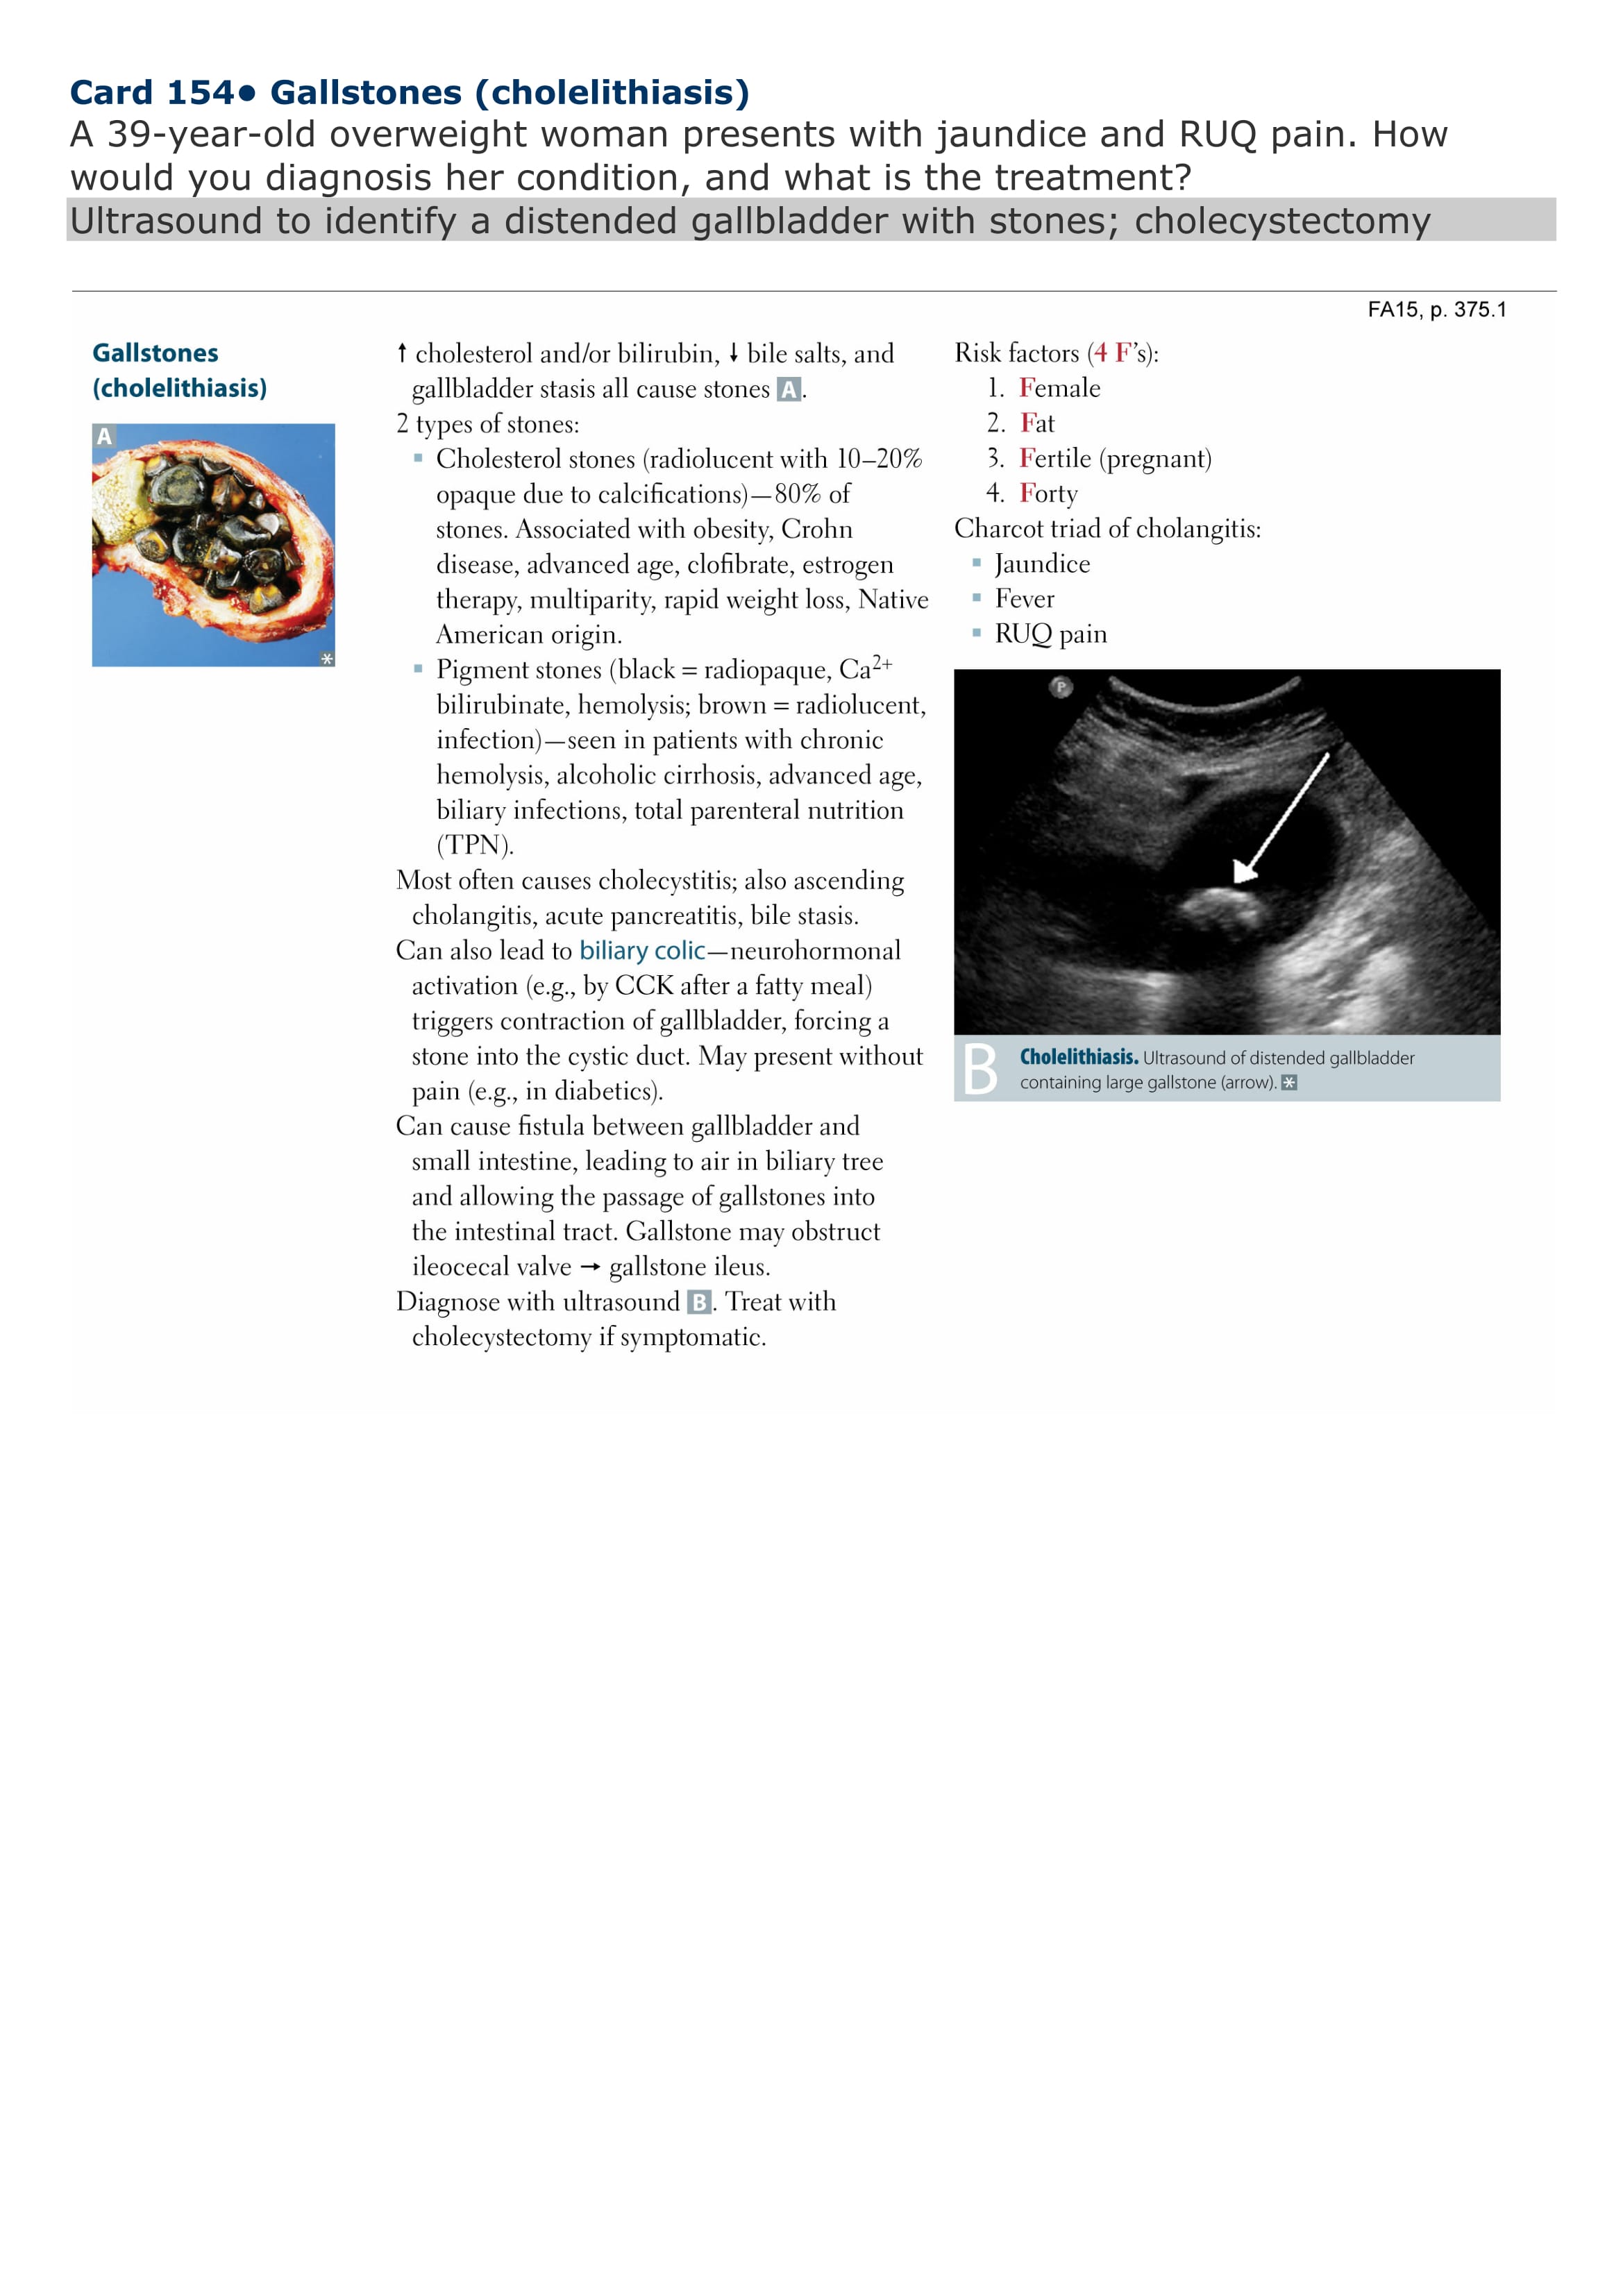 Card 154• Gallstones (cholelithiasis)
A 39-year-old overweight woman presents with jaundice and RUQ pain. How
would you diagnosis her condition, and what is the treatment?
Ultrasound to identify a distended gallbladder with stones; cholecystectomy
FA15, p. 375.1
Gallstones
(cholelithiasis)
A
*
↑ cholesterol and/or bilirubin, ↓ bile salts, and
gallbladder stasis all cause stones A.
2 types of stones:
▪ Cholesterol stones (radiolucent with 10–20%
opaque due to calcifications)—80% of
stones. Associated with obesity, Crohn
disease, advanced age, clofibrate, estrogen
therapy, multiparity, rapid weight loss, Native
American origin.
▪ Pigment stones (black = radiopaque, Ca²⁺
bilirubinate, hemolysis; brown = radiolucent,
infection)—seen in patients with chronic
hemolysis, alcoholic cirrhosis, advanced age,
biliary infections, total parenteral nutrition
(TPN).
Most often causes cholecystitis; also ascending
cholangitis, acute pancreatitis, bile stasis.
Can also lead to biliary colic—neurohormonal
activation (e.g., by CCK after a fatty meal)
triggers contraction of gallbladder, forcing a
stone into the cystic duct. May present without
pain (e.g., in diabetics).
Can cause fistula between gallbladder and
small intestine, leading to air in biliary tree
and allowing the passage of gallstones into
the intestinal tract. Gallstone may obstruct
ileocecal valve → gallstone ileus.
Diagnose with ultrasound B. Treat with
cholecystectomy if symptomatic.
Risk factors (4 F's):
1. Female
2. Fat
3. Fertile (pregnant)
4. Forty
Charcot triad of cholangitis:
▪ Jaundice
▪ Fever
▪ RUQ pain
P
B
Cholelithiasis. Ultrasound of distended gallbladder
containing large gallstone (arrow). *